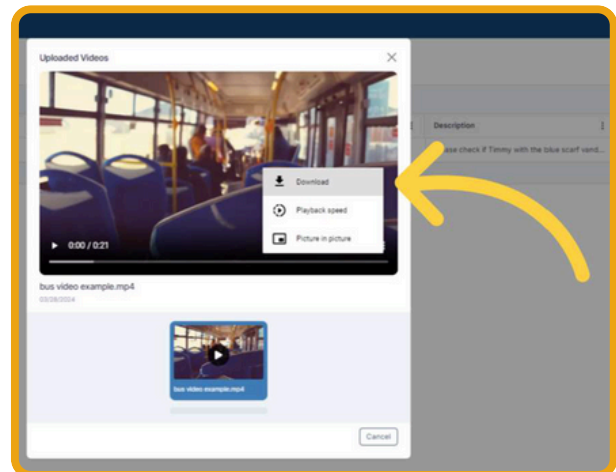 Uploaded Videos
Description
ase check if Timmy with the blue scarf vand...
Download
Playback speed
Picture in picture
0:00 / 0:21
bus video example.mp4
03/28/2024
bus video example.mp4
Cancel